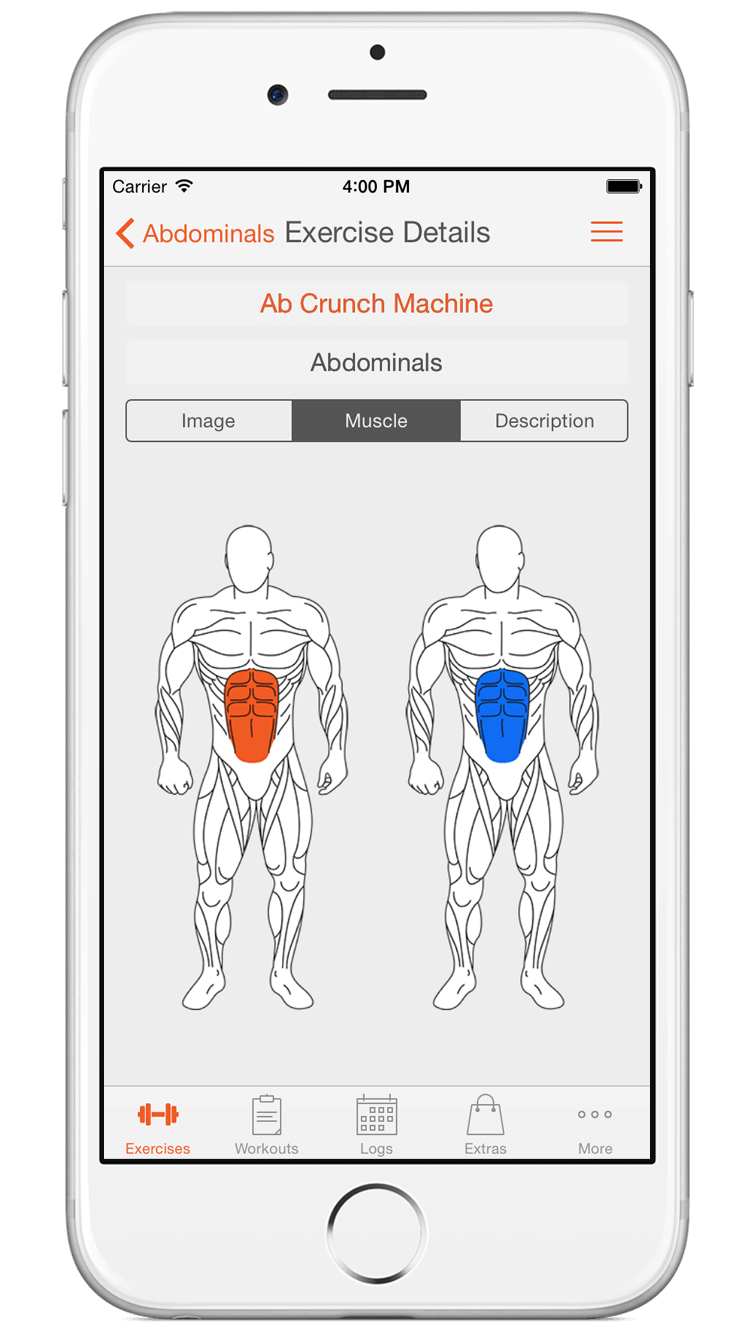 Carrier 4:00 PM
Abdominals Exercise Details
Ab Crunch Machine
Abdominals
Image Muscle Description
Exercises Workouts Logs Extras More